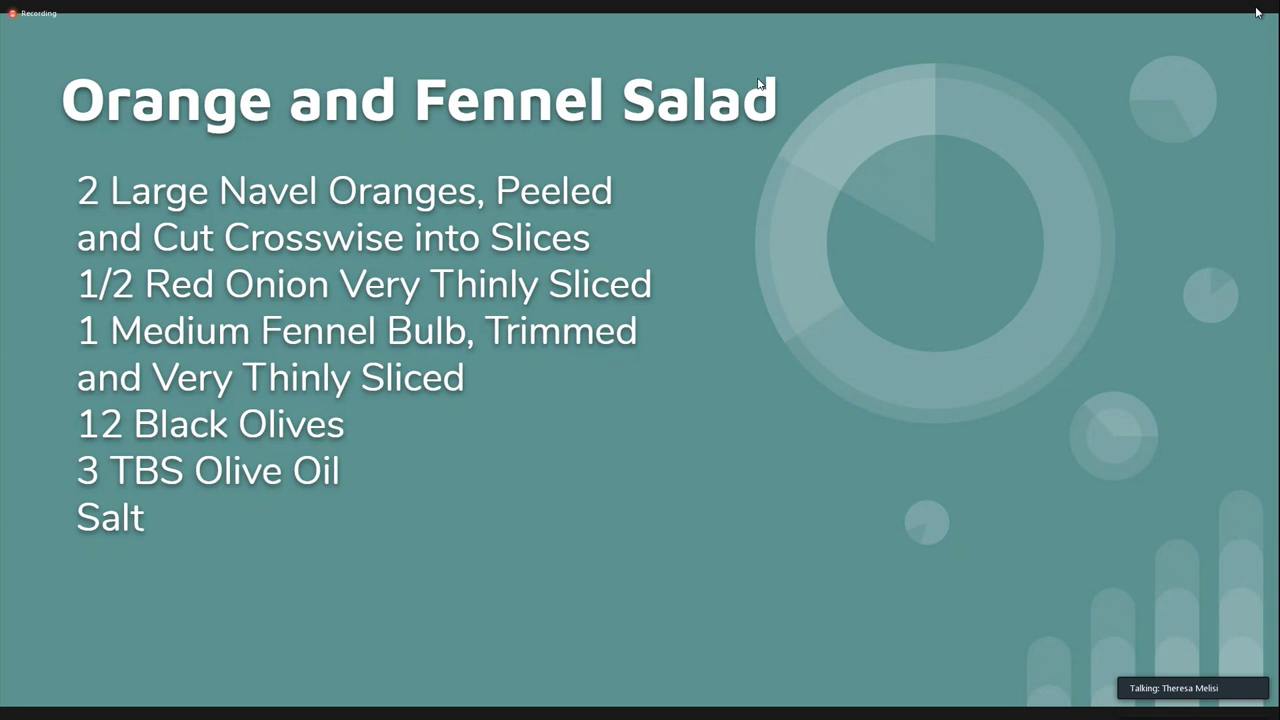 Recording
Orange and Fennel Salad
2 Large Navel Oranges, Peeled
and Cut Crosswise into Slices
1/2 Red Onion Very Thinly Sliced
1 Medium Fennel Bulb, Trimmed
and Very Thinly Sliced
12 Black Olives
3 TBS Olive Oil
Salt
Talking: Theresa Melisi